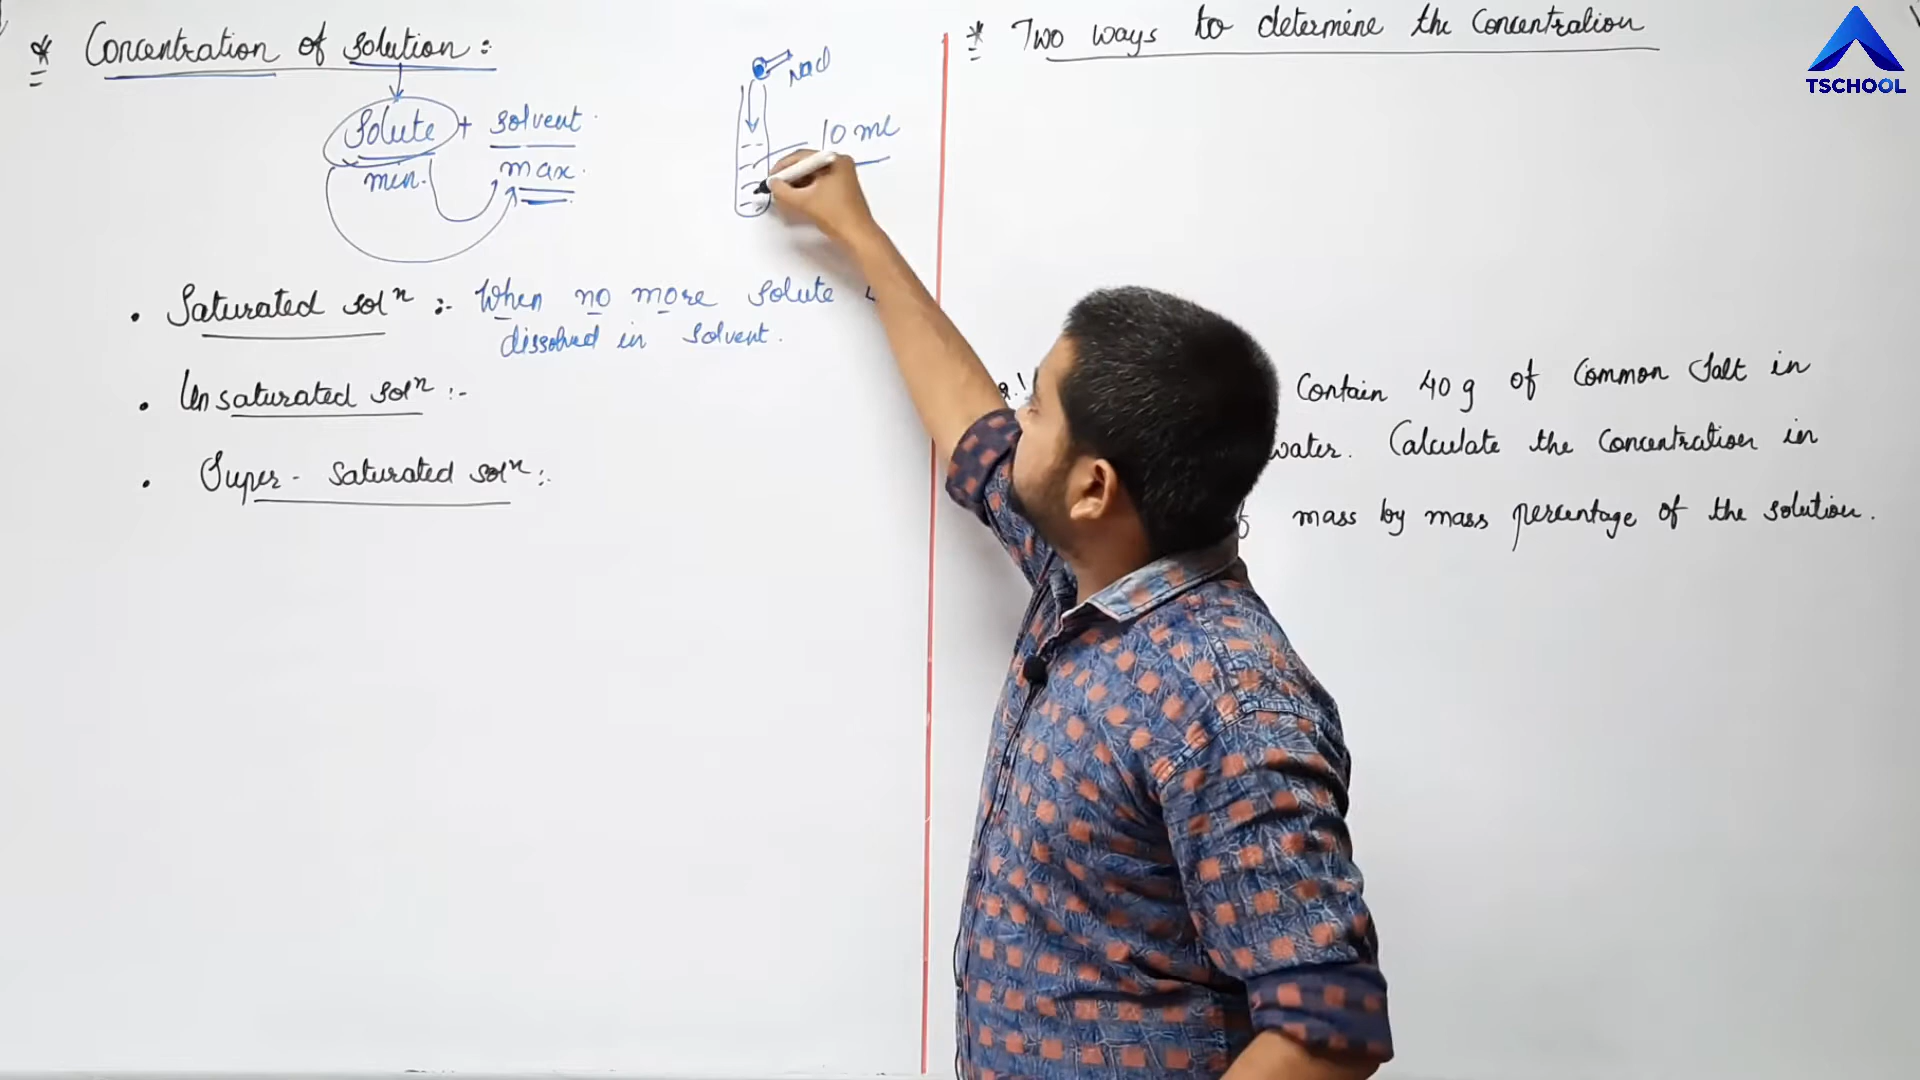 * Concentration of solution :-
Solute + solvent
min. max.
Nacl
10 ml
• Saturated solⁿ :- When no more solute
dissolved in solvent.
• Unsaturated solⁿ :-
• Super - saturated solⁿ :-
* Two ways to determine the concentration
Contain 40 g of Common Salt in
water. Calculate the concentration in
mass by mass percentage of the solution.
TSCHOOL